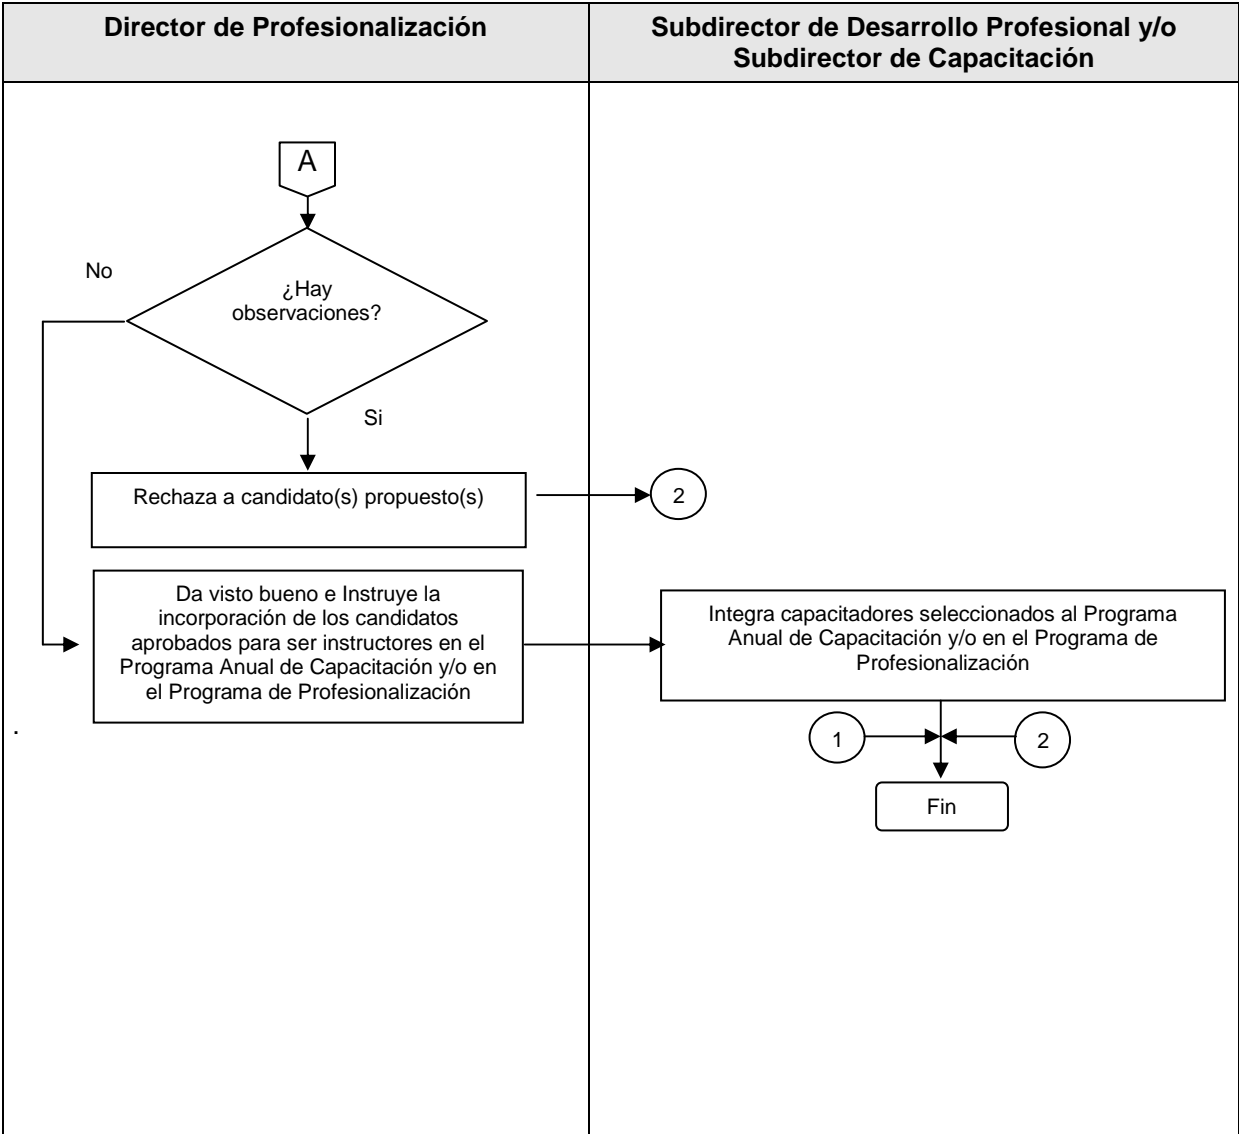 Director de Profesionalización
Subdirector de Desarrollo Profesional y/o
Subdirector de Capacitación
A
No
¿Hay
observaciones?
Si
Rechaza a candidato(s) propuesto(s)
2
Da visto bueno e Instruye la
incorporación de los candidatos
aprobados para ser instructores en el
Programa Anual de Capacitación y/o en
el Programa de Profesionalización
Integra capacitadores seleccionados al Programa
Anual de Capacitación y/o en el Programa de
Profesionalización
.
1
2
Fin